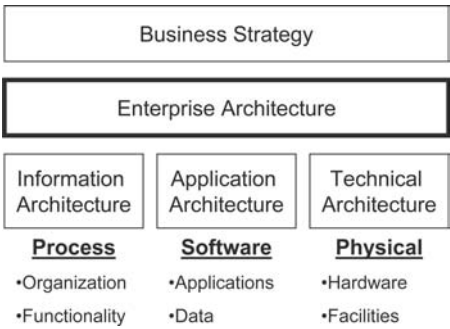 Business Strategy
Enterprise Architecture
Information
Architecture
Application
Architecture
Technical
Architecture
Process
Software
Physical
•Organization
•Applications
•Hardware
•Functionality
•Data
•Facilities